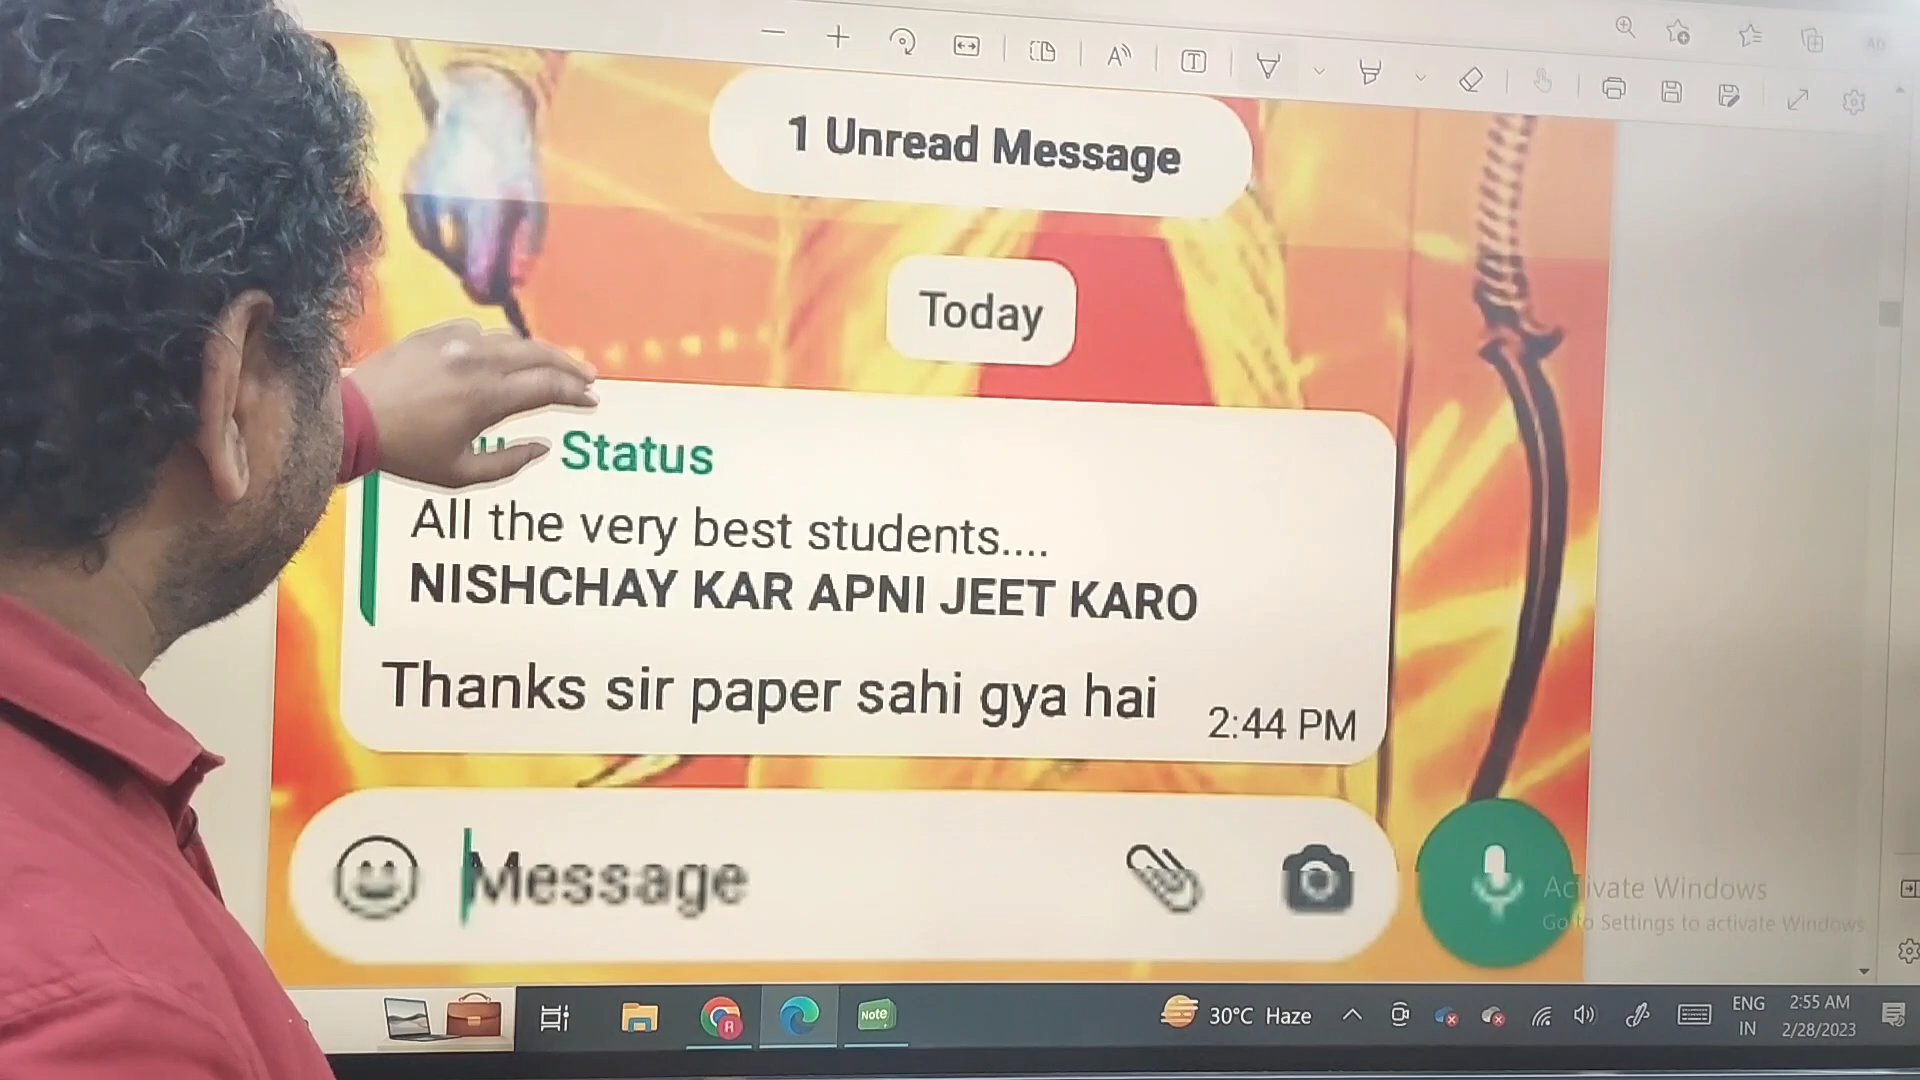 1 Unread Message
Today
Status
All the very best students....
NISHCHAY KAR APNI JEET KARO
Thanks sir paper sahi gya hai
2:44 PM
Message
Activate Windows
Go to Settings to activate Windows
Note
30°C Haze
ENG
IN
2:55 AM
2/28/2023